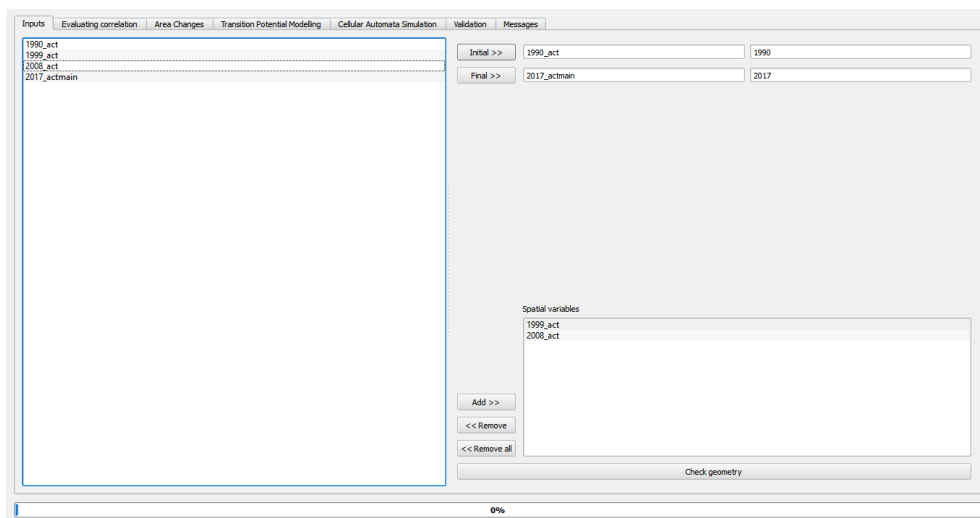 Inputs Evaluating correlation Area Changes Transition Potential Modelling Cellular Automata Simulation Validation Messages
1990_act
1999_act
2008_act
2017_actmain
Initial >> 1990_act 1990
Final >> 2017_actmain 2017
Spatial variables
1999_act
2008_act
Add >>
<< Remove
<< Remove all
Check geometry
0%